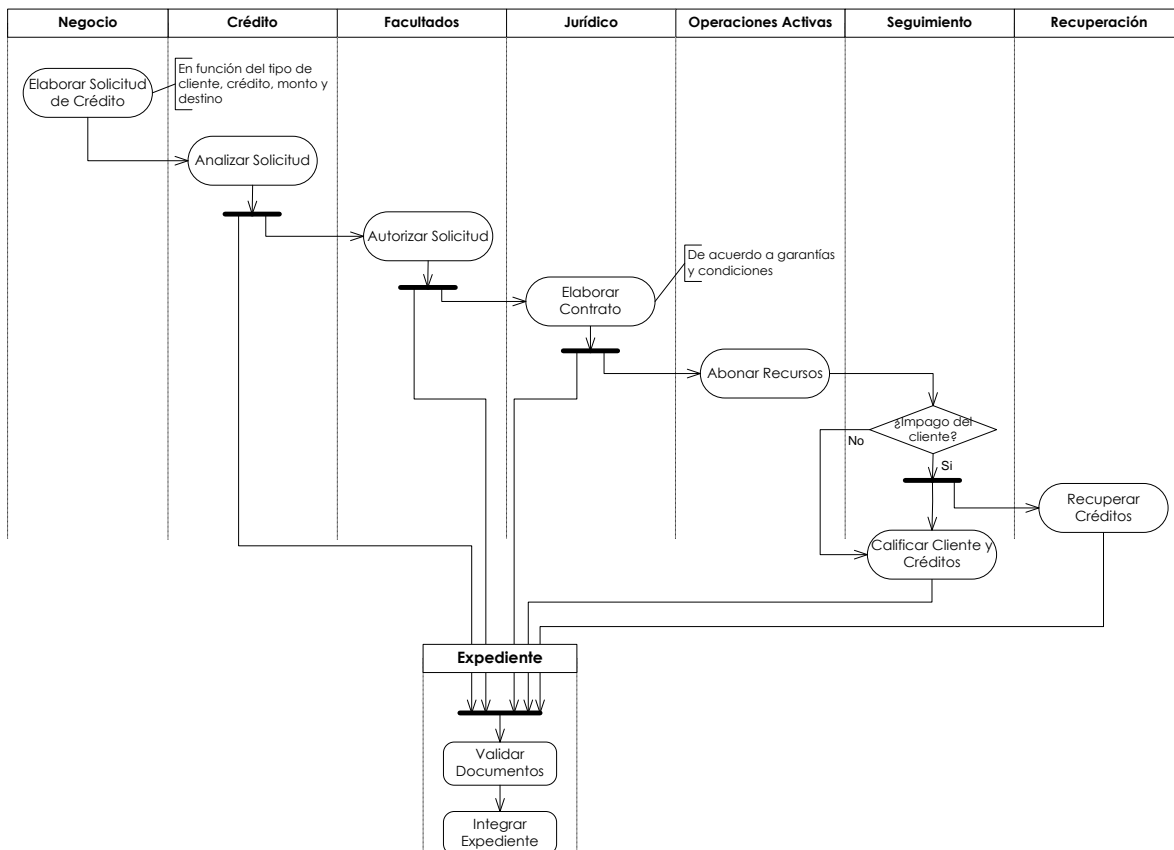 Negocio
Crédito
Facultados
Jurídico
Operaciones Activas
Seguimiento
Recuperación
Elaborar Solicitud
de Crédito
En función del tipo de
cliente, crédito, monto y
destino
Analizar Solicitud
Autorizar Solicitud
De acuerdo a garantías
y condiciones
Elaborar
Contrato
Abonar Recursos
¿Impago del
cliente?
No
Si
Recuperar
Créditos
Calificar Cliente y
Créditos
Expediente
Validar
Documentos
Integrar
Expediente